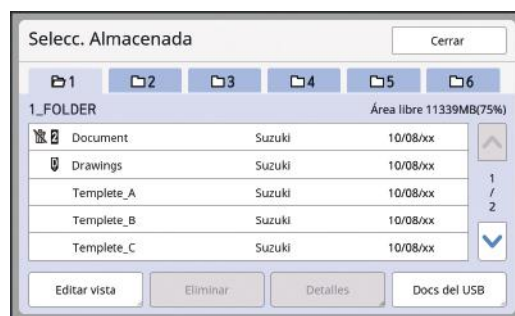 Selecc. Almacenada Cerrar
1 2 3 4 5 6
1_FOLDER Área libre 11339MB(75%)
2 Document Suzuki 10/08/xx
Drawings Suzuki 10/08/xx
Templete_A Suzuki 10/08/xx
Templete_B Suzuki 10/08/xx
Templete_C Suzuki 10/08/xx
1
/
2
Editar vista Eliminar Detalles Docs del USB